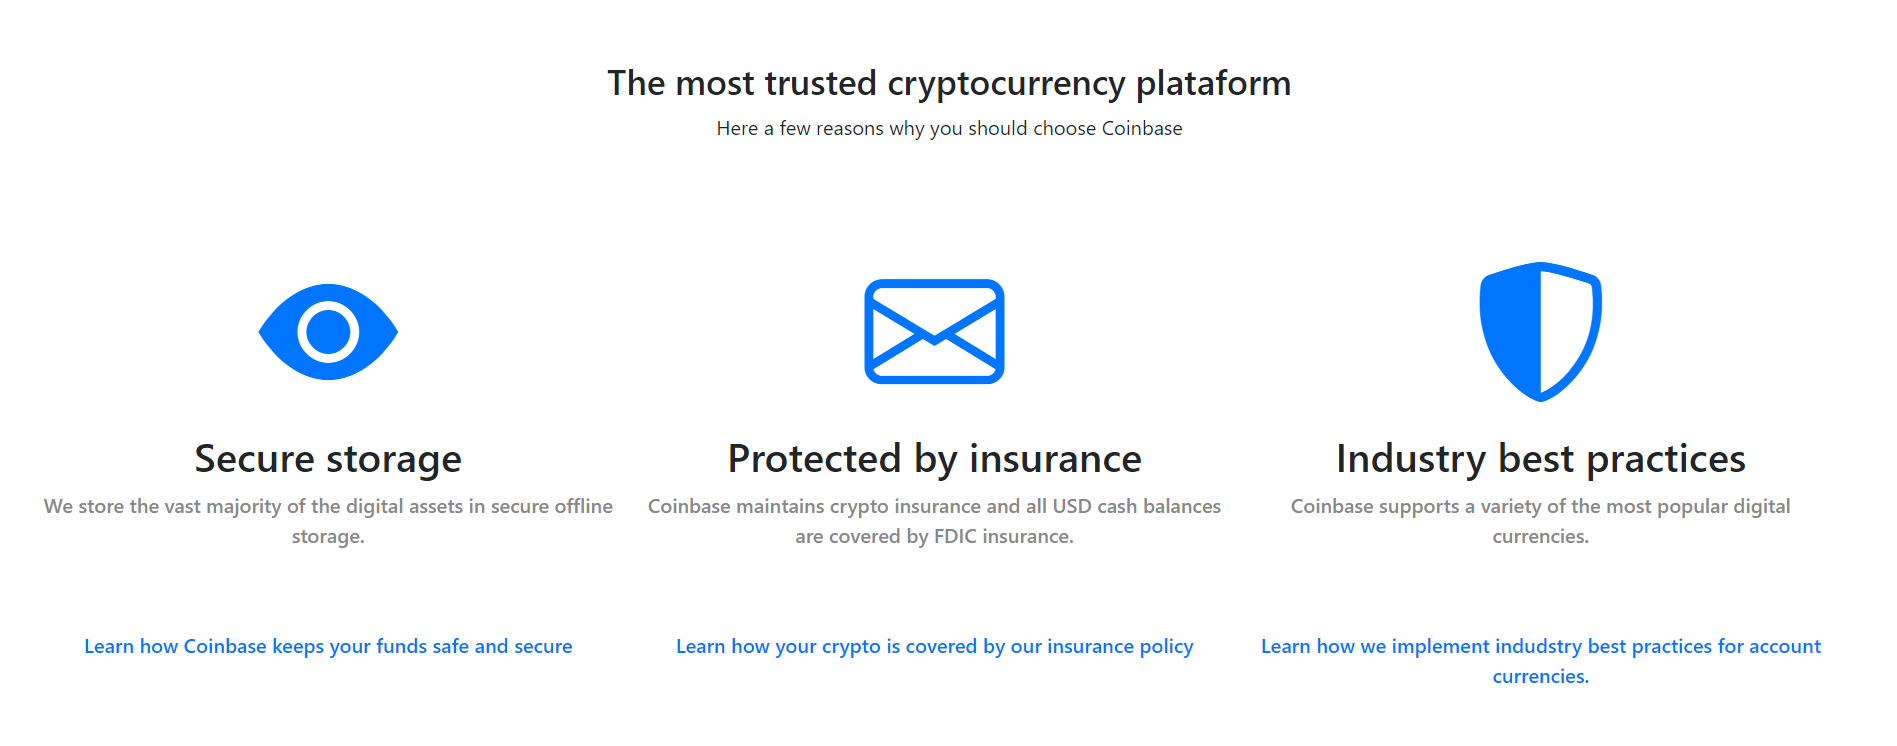 The most trusted cryptocurrency plataform
Here a few reasons why you should choose Coinbase
Secure storage
We store the vast majority of the digital assets in secure offline
storage.
Learn how Coinbase keeps your funds safe and secure
Protected by insurance
Coinbase maintains crypto insurance and all USD cash balances
are covered by FDIC insurance.
Learn how your crypto is covered by our insurance policy
Industry best practices
Coinbase supports a variety of the most popular digital
currencies.
Learn how we implement indudstry best practices for account
currencies.